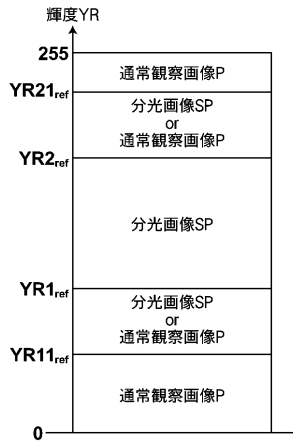 輝度YR
255
通常観察画像P
YR21ref
分光画像SP
or
通常観察画像P
YR2ref
分光画像SP
YR1ref
分光画像SP
or
通常観察画像P
YR11ref
通常観察画像P
0